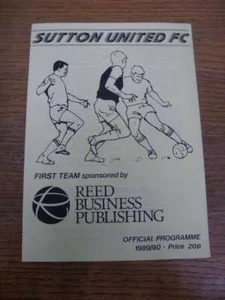 SUTTON UNITED FC
FIRST TEAM sponsored by
REED
BUSINESS
PUBLISHING
OFFICIAL PROGRAMME
1989/90 - Price 20p